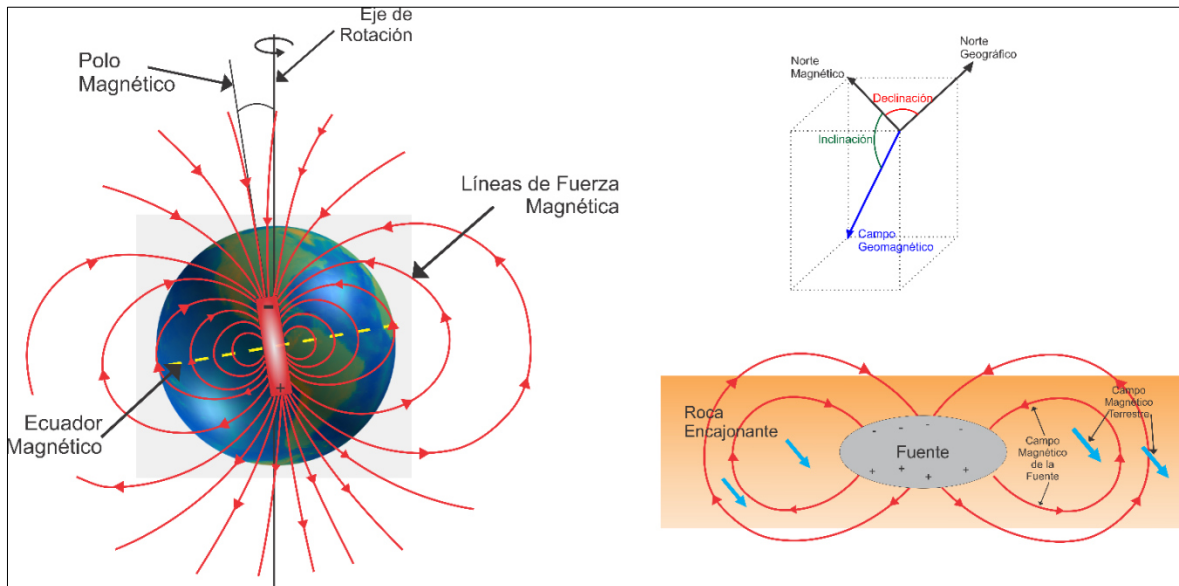 Eje de
Rotación
Polo
Magnético
Líneas de Fuerza
Magnética
-
+
Ecuador
Magnético
Norte
Geográfico
Norte
Magnético
Declinación
Inclinación
Campo
Geomagnético
Roca
Encajonante
- - - -
Fuente
+ + + + +
Campo
Magnético
Terrestre
Campo
Magnético
de la
Fuente